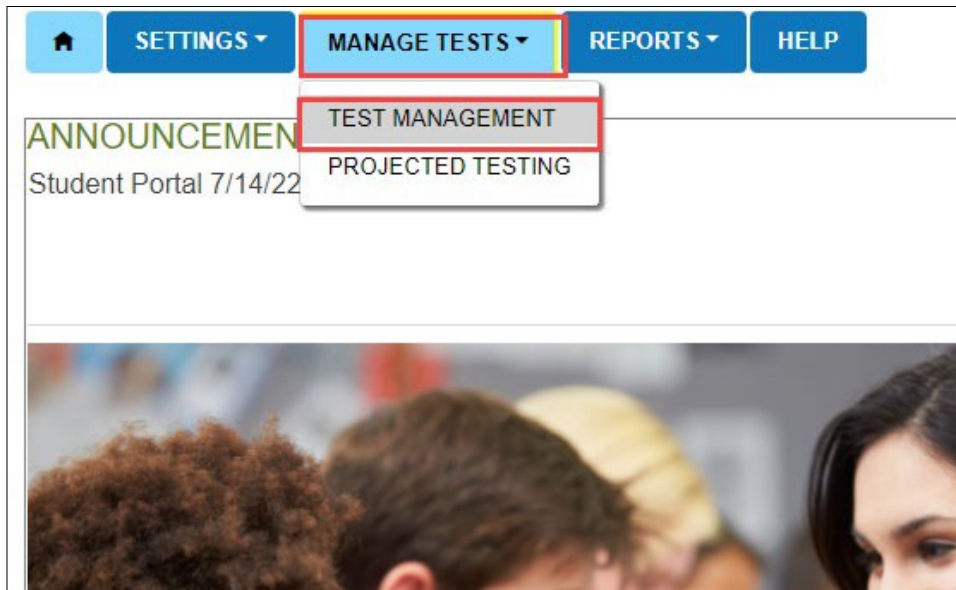 SETTINGS MANAGE TESTS REPORTS HELP
TEST MANAGEMENT
PROJECTED TESTING
ANNOUNCEMEN
Student Portal 7/14/22